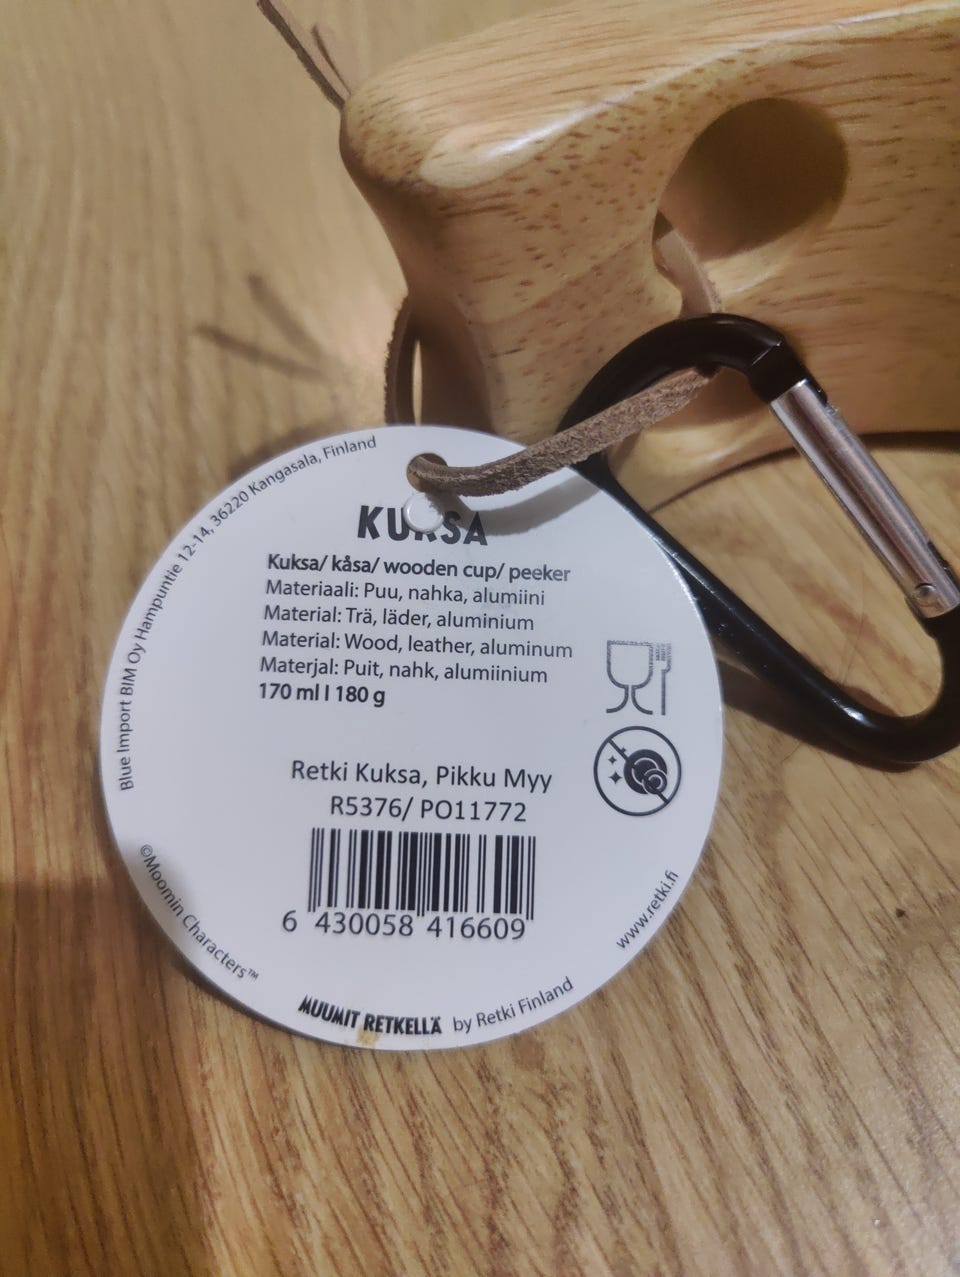 KUKSA
Kuksa/ kåsa/ wooden cup/ peeker
Materiaali: Puu, nahka, alumiini
Material: Trä, läder, aluminium
Material: Wood, leather, aluminum
Materjal: Puit, nahk, alumiinium
170 ml | 180 g
Retki Kuksa, Pikku Myy
R5376/ PO11772
6 430058 416609
Blue Import BIM Oy Hampuntie 12-14, 36220 Kangasala, Finland
©Moomin Characters™
MUUMIT RETKELLÄ by Retki Finland
www.retki.fi